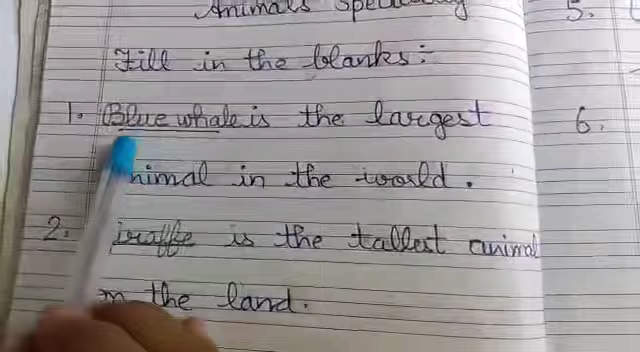 Animals
Fill in the blanks:
1. Blue whale is the largest
nimal in the world.
2. iraffe is the tallest animal
n the land.
5.
6.